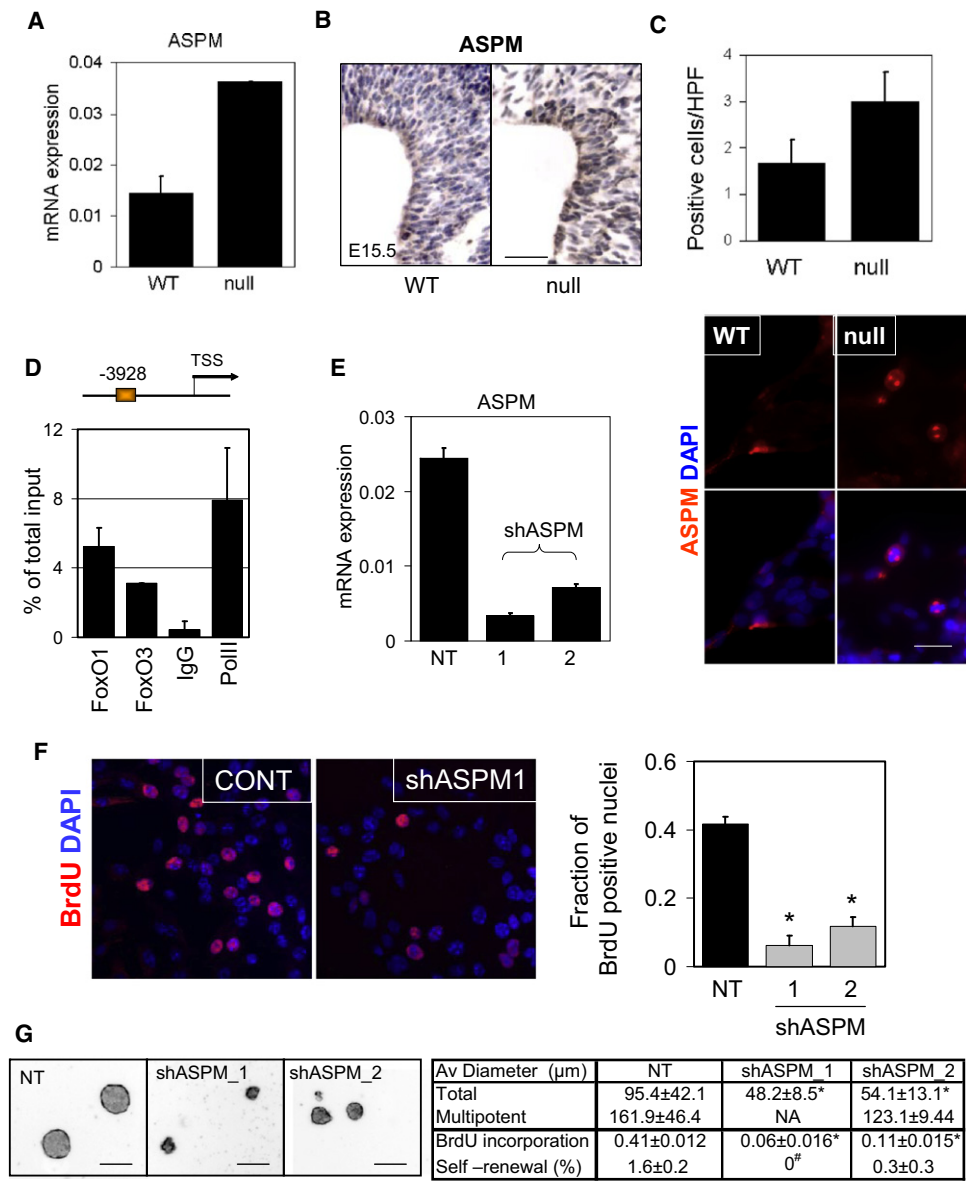 A
ASPM
mRNA expression
0.04
0.03
0.02
0.01
0
WT
null
B
ASPM
E15.5
WT
null
C
Positive cells/HPF
4
3
2
1
0
WT
null
WT
null
ASPM DAPI
D
-3928
TSS
% of total input
12
8
4
0
FoxO1
FoxO3
IgG
PolII
E
ASPM
mRNA expression
0.03
0.02
0.01
0
shASPM
NT
1
2
F
BrdU DAPI
CONT
shASPM1
Fraction of
BrdU positive nuclei
0.6
0.4
0.2
0
*
*
NT
1
2
shASPM
G
NT
shASPM_1
shASPM_2
Av Diameter (µm) NT shASPM_1 shASPM_2
Total 95.4±42.1 48.2±8.5* 54.1±13.1*
Multipotent 161.9±46.4 NA 123.1±9.44
BrdU incorporation 0.41±0.012 0.06±0.016* 0.11±0.015*
Self –renewal (%) 1.6±0.2 0# 0.3±0.3